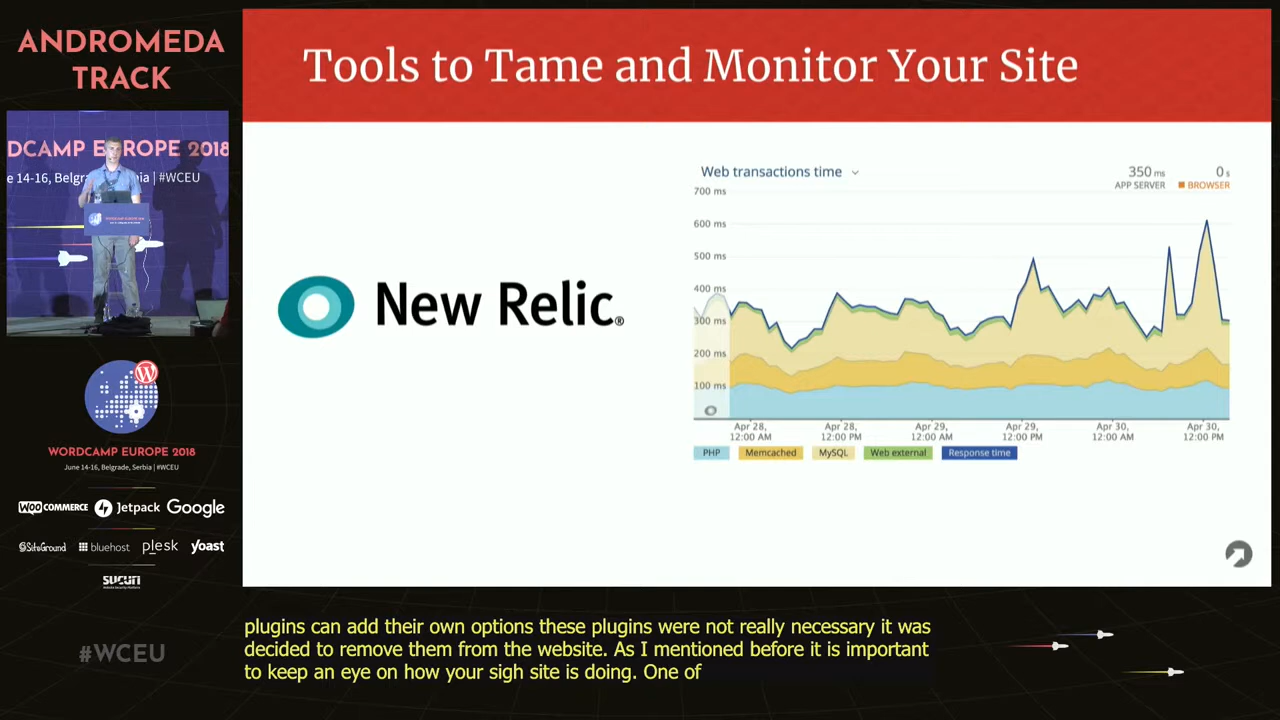 ANDROMEDA
TRACK
DCAMP EUROPE 2018
e 14-16, Belgrade, Serbia | #WCEU
WORDCAMP EUROPE 2018
June 14-16, Belgrade, Serbia | #WCEU
WOO COMMERCE Jetpack Google
SiteGround bluehost plesk yoast
SUCURI
#WCEU
Tools to Tame and Monitor Your Site
New Relic®
Web transactions time
350 ms
APP SERVER
0 s
BROWSER
700 ms
600 ms
500 ms
400 ms
300 ms
200 ms
100 ms
Apr 28,
12:00 AM
Apr 28,
12:00 PM
Apr 29,
12:00 AM
Apr 29,
12:00 PM
Apr 30,
12:00 AM
Apr 30,
12:00 PM
PHP Memcached MySQL Web external Response time
plugins can add their own options these plugins were not really necessary it was
decided to remove them from the website. As I mentioned before it is important
to keep an eye on how your sigh site is doing. One of